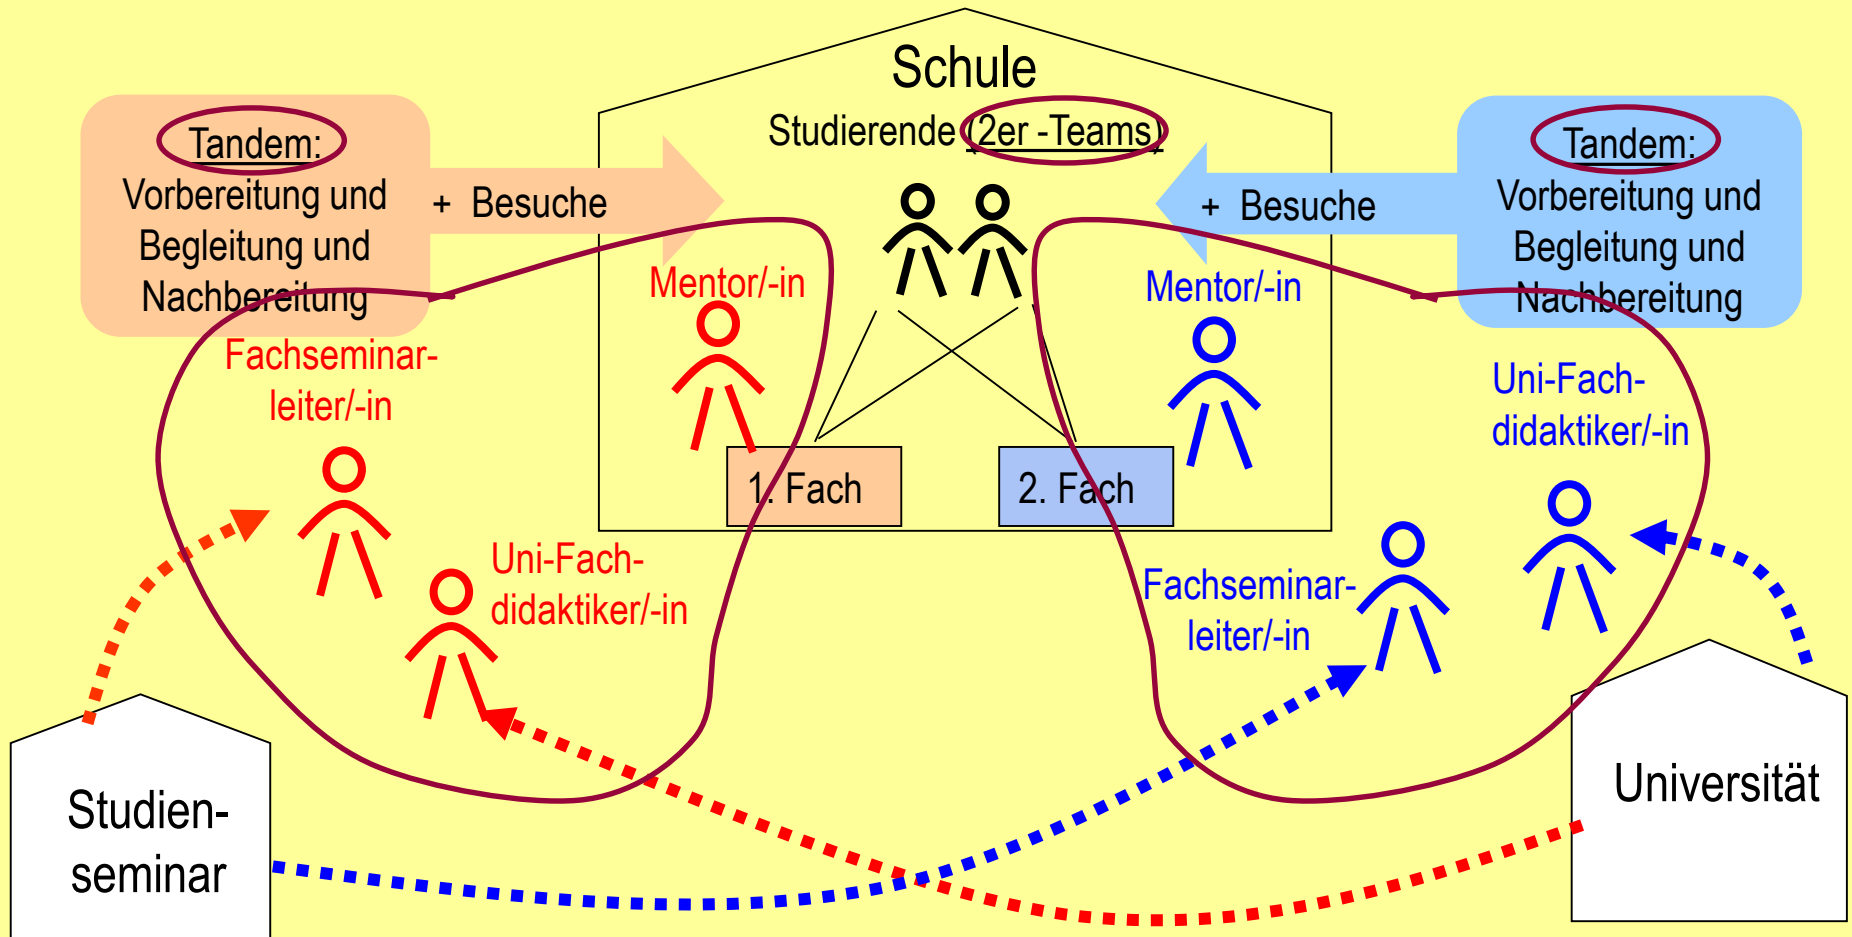 Schule
Studierende (2er -Teams)
Tandem:
Vorbereitung und
Begleitung und
Nachbereitung
+ Besuche
+ Besuche
Tandem:
Vorbereitung und
Begleitung und
Nachbereitung
Mentor/-in
Mentor/-in
Fachseminar-
leiter/-in
Uni-Fach-
didaktiker/-in
1. Fach
2. Fach
Uni-Fach-
didaktiker/-in
Fachseminar-
leiter/-in
Studien-
seminar
Universität